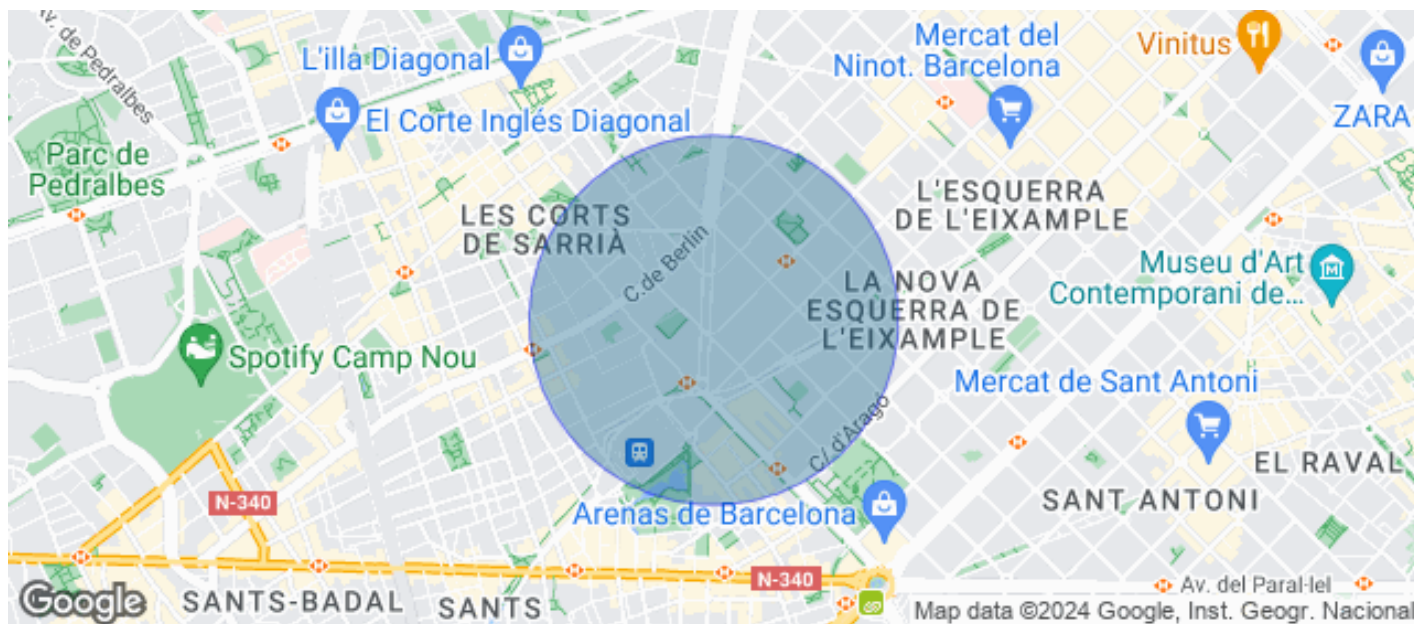 Av. de Pedralbes
L'illa Diagonal
Mercat del
Ninot. Barcelona
Vinitus
ZARA
El Corte Inglés Diagonal
Parc de
Pedralbes
LES CORTS
DE SARRIÀ
L'ESQUERRA
DE L'EIXAMPLE
C. de Berlín
Museu d'Art
Contemporani de...
LA NOVA
ESQUERRA DE
L'EIXAMPLE
Spotify Camp Nou
Mercat de Sant Antoni
C/ d'Aragó
EL RAVAL
N-340
SANT ANTONI
Arenas de Barcelona
N-340
Av. del Paral·lel
Google
SANTS-BADAL
SANTS
Map data ©2024 Google, Inst. Geogr. Nacional